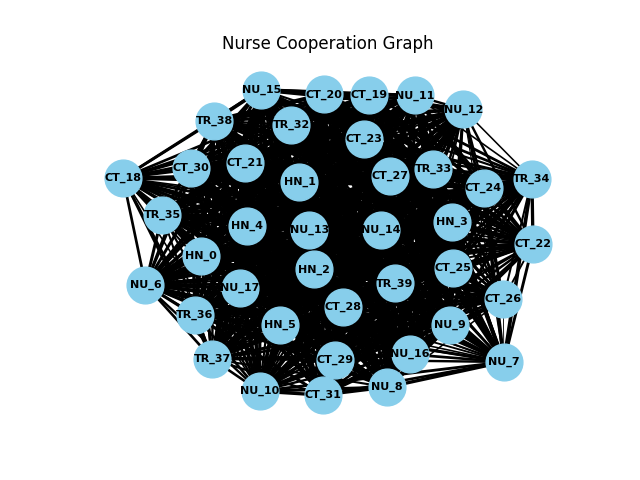 Nurse Cooperation Graph
NU_15
CT_20
CT_19
NU_11
NU_12
TR_38
TR_32
CT_23
CT_30
CT_21
TR_33
CT_18
HN_1
CT_27
CT_24
TR_34
TR_35
HN_4
NU_13
NU_14
HN_3
CT_22
HN_0
HN_2
CT_25
NU_6
NU_17
TR_39
CT_26
TR_36
CT_28
HN_5
NU_9
TR_37
CT_29
NU_16
NU_7
NU_10
CT_31
NU_8